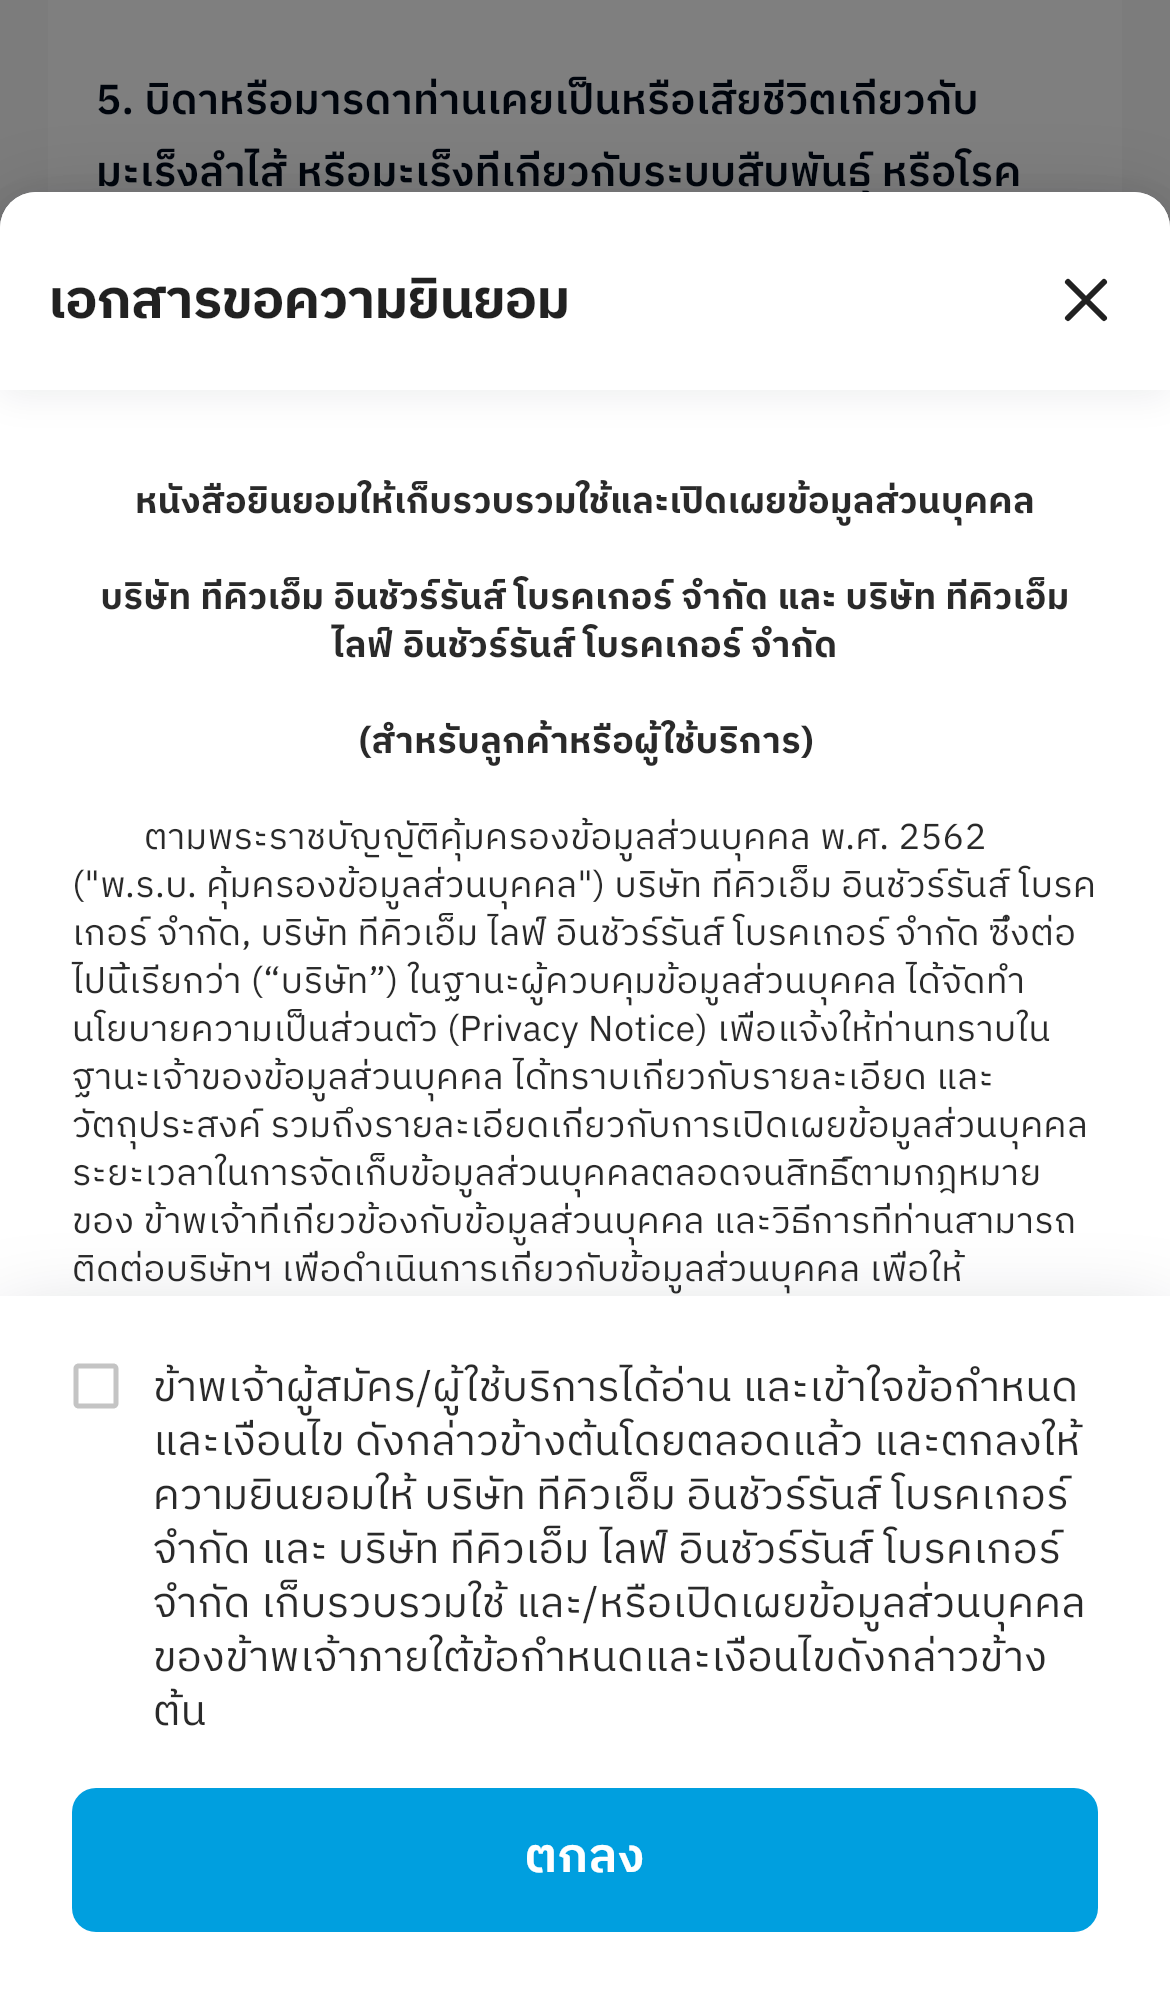 5. บิดาหรือมารดาท่านเคยเป็นหรือเสียชีวิตเกี่ยวกับ
มะเร็งลำไส้ หรือมะเร็งที่เกี่ยวกับระบบสืบพันธุ์ หรือโรค
เอกสารขอความยินยอม
หนังสือยินยอมให้เก็บรวบรวมใช้และเปิดเผยข้อมูลส่วนบุคคล
บริษัท ทีคิวเอ็ม อินชัวร์รันส์ โบรคเกอร์ จำกัด และ บริษัท ทีคิวเอ็ม
ไลฟ์ อินชัวร์รันส์ โบรคเกอร์ จำกัด
(สำหรับลูกค้าหรือผู้ใช้บริการ)
ตามพระราชบัญญัติคุ้มครองข้อมูลส่วนบุคคล พ.ศ. 2562
("พ.ร.บ. คุ้มครองข้อมูลส่วนบุคคล") บริษัท ทีคิวเอ็ม อินชัวร์รันส์ โบรค
เกอร์ จำกัด, บริษัท ทีคิวเอ็ม ไลฟ์ อินชัวร์รันส์ โบรคเกอร์ จำกัด ซึ่งต่อ
ไปนี้เรียกว่า (“บริษัท”) ในฐานะผู้ควบคุมข้อมูลส่วนบุคคล ได้จัดทำ
นโยบายความเป็นส่วนตัว (Privacy Notice) เพื่อแจ้งให้ท่านทราบใน
ฐานะเจ้าของข้อมูลส่วนบุคคล ได้ทราบเกี่ยวกับรายละเอียด และ
วัตถุประสงค์ รวมถึงรายละเอียดเกี่ยวกับการเปิดเผยข้อมูลส่วนบุคคล
ระยะเวลาในการจัดเก็บข้อมูลส่วนบุคคลตลอดจนสิทธิ์ตามกฎหมาย
ของ ข้าพเจ้าที่เกี่ยวข้องกับข้อมูลส่วนบุคคล และวิธีการที่ท่านสามารถ
ติดต่อบริษัทฯ เพื่อดำเนินการเกี่ยวกับข้อมูลส่วนบุคคล เพื่อให้
ข้าพเจ้าผู้สมัคร/ผู้ใช้บริการได้อ่าน และเข้าใจข้อกำหนด
และเงื่อนไข ดังกล่าวข้างต้นโดยตลอดแล้ว และตกลงให้
ความยินยอมให้ บริษัท ทีคิวเอ็ม อินชัวร์รันส์ โบรคเกอร์
จำกัด และ บริษัท ทีคิวเอ็ม ไลฟ์ อินชัวร์รันส์ โบรคเกอร์
จำกัด เก็บรวบรวมใช้ และ/หรือเปิดเผยข้อมูลส่วนบุคคล
ของข้าพเจ้าภายใต้ข้อกำหนดและเงื่อนไขดังกล่าวข้าง
ต้น
ตกลง